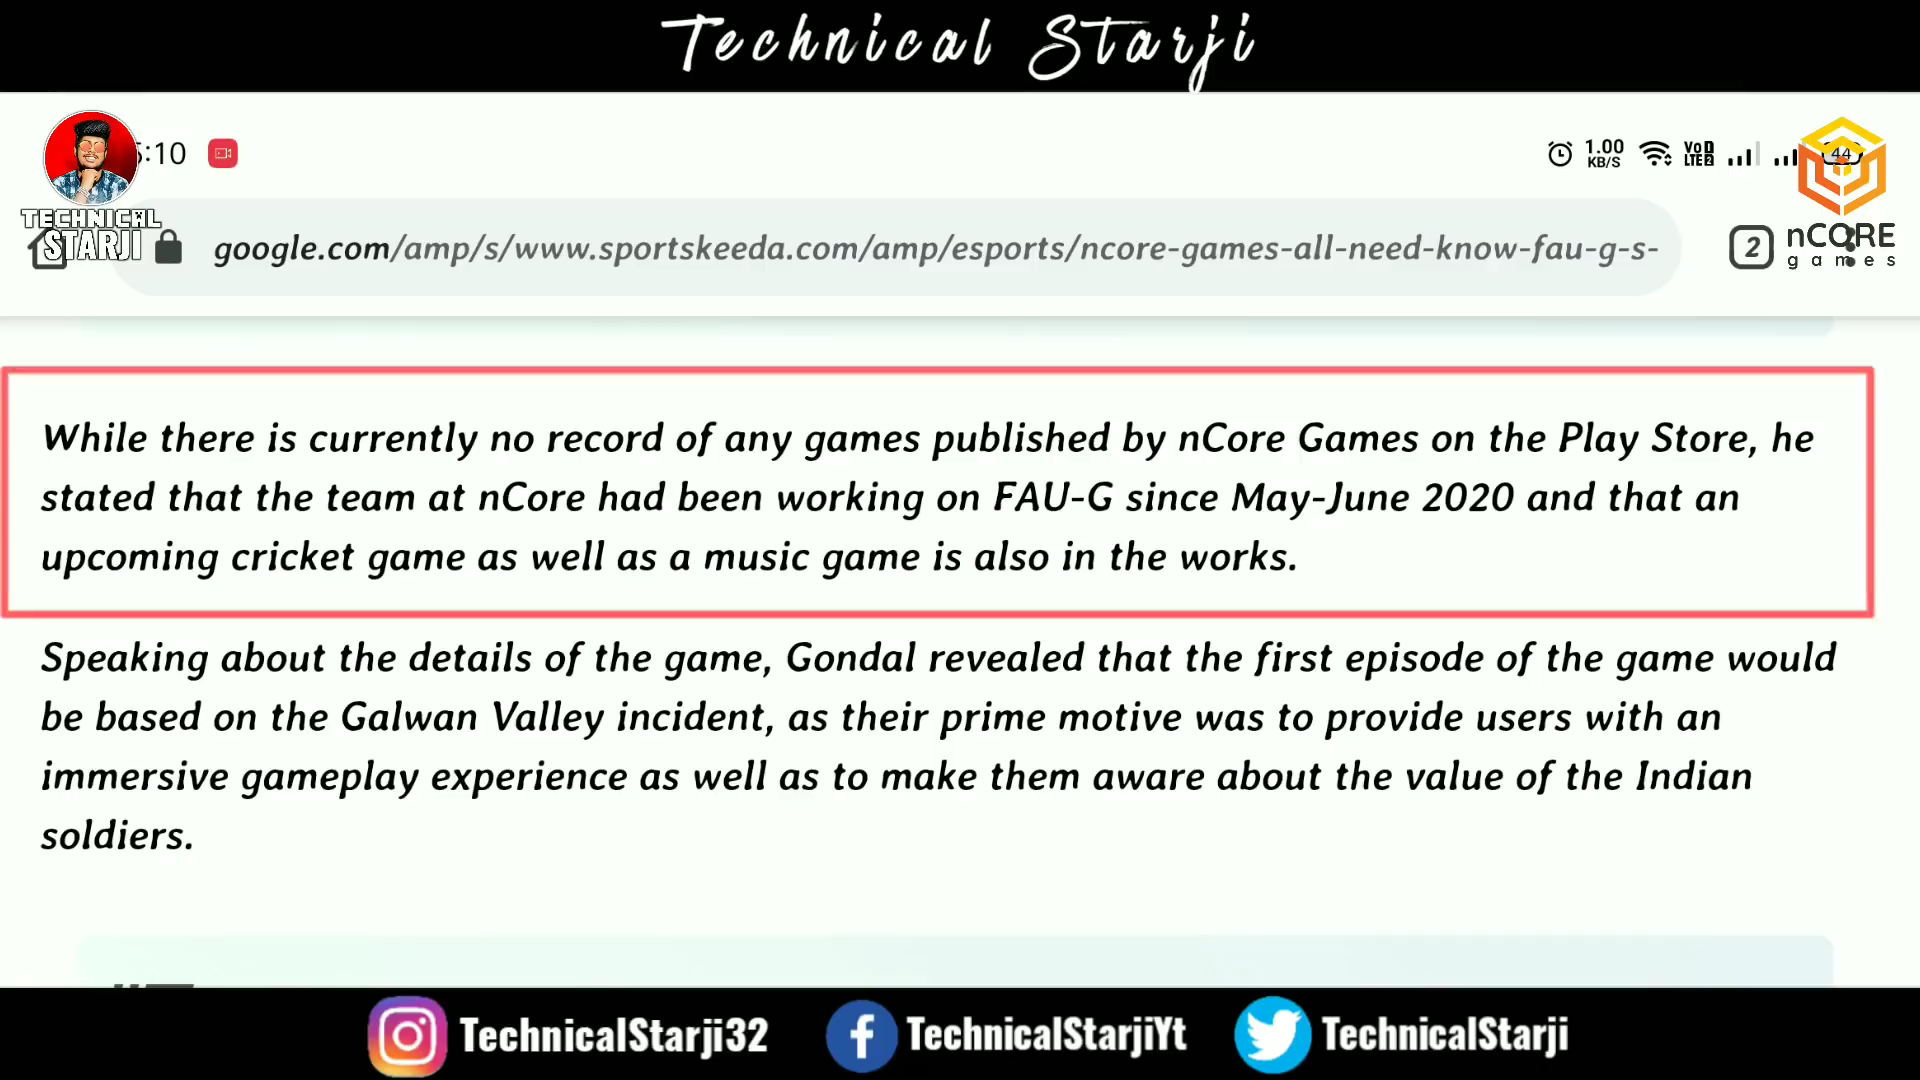 Technical Starji
5:10
1.00
KB/S
Vo
LTE2
44
TECHNICAL
STARJI
google.com/amp/s/www.sportskeeda.com/amp/esports/ncore-games-all-need-know-fau-g-s-
2
nCORE
games
While there is currently no record of any games published by nCore Games on the Play Store, he
stated that the team at nCore had been working on FAU-G since May-June 2020 and that an
upcoming cricket game as well as a music game is also in the works.
Speaking about the details of the game, Gondal revealed that the first episode of the game would
be based on the Galwan Valley incident, as their prime motive was to provide users with an
immersive gameplay experience as well as to make them aware about the value of the Indian
soldiers.
TechnicalStarji32
TechnicalStarjiYt
TechnicalStarji